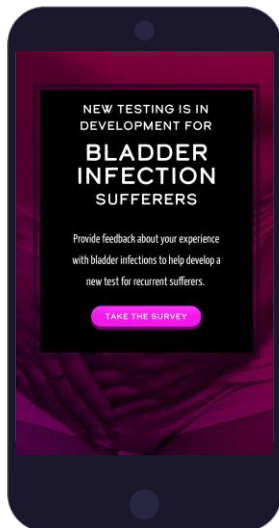 NEW TESTING IS IN
DEVELOPMENT FOR
BLADDER
INFECTION
SUFFERERS
Provide feedback about your experience
with bladder infections to help develop a
new test for recurrent sufferers.
TAKE THE SURVEY